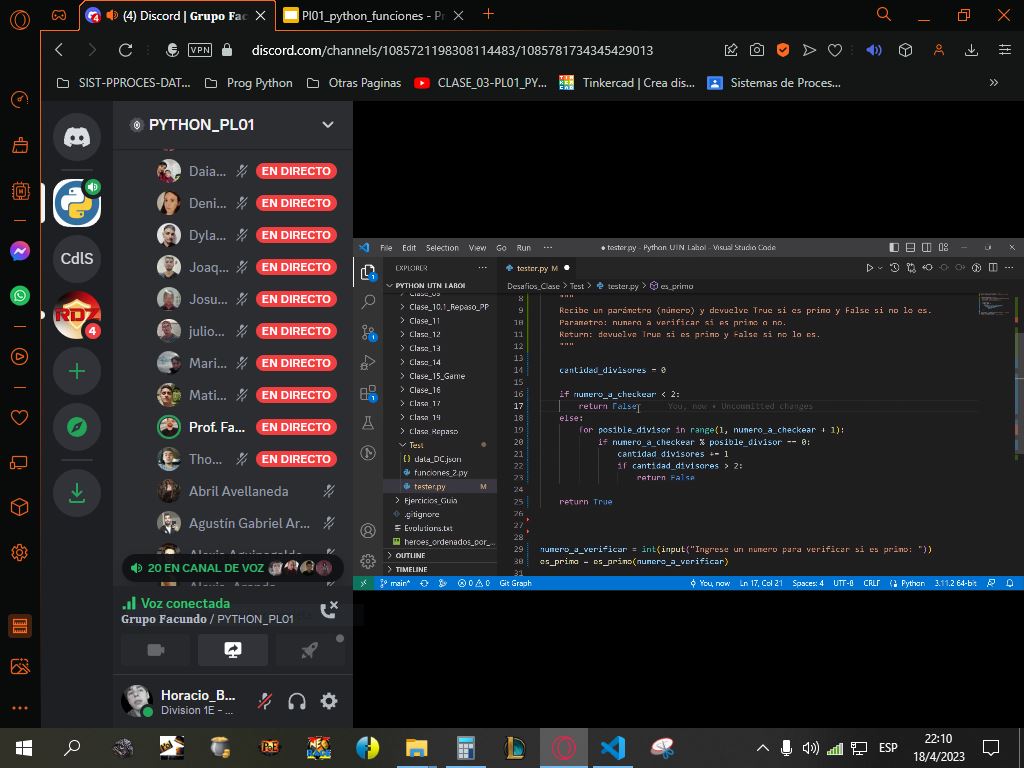 (4) Discord | Grupo Fac
Pl01_python_funciones - Pr
VPN
discord.com/channels/1085721198308114483/1085781734345429013
SIST-PPROCES-DAT...
Prog Python
Otras Paginas
CLASE_03-PL01_PY...
Tinkercad | Crea dis...
Sistemas de Proces...
PYTHON_PL01
Daia... EN DIRECTO
Deni... EN DIRECTO
Dyla... EN DIRECTO
Joaq... EN DIRECTO
Josu... EN DIRECTO
julio... EN DIRECTO
Mari... EN DIRECTO
Mati... EN DIRECTO
Prof. Fa... EN DIRECTO
Tho... EN DIRECTO
Abril Avellaneda
Agustín Gabriel Ar...
20 EN CANAL DE VOZ
Voz conectada
Grupo Facundo / PYTHON_PL01
Horacio_B...
Division 1E - ...
CdlS
RDZ
4
File Edit Selection View Go Run ...
● tester.py - Python_UTN_Labol - Visual Studio Code
EXPLORER
PYTHON_UTN_LABOI
Clase_09
Clase_10.1_Repaso_PP
Clase_11
Clase_12
Clase_13
Clase_14
Clase_15_Game
Clase_16
Clase_17
Clase_19
Clase_Repaso
Test
data_DC.json
funciones_2.py
tester.py M
Ejercicios_Guia
.gitignore
Evolutions.txt
heroes_ordenados_por_...
OUTLINE
TIMELINE
tester.py M
Desafios_Clase > Test > tester.py > es_primo
8 """
9 Recibe un parámetro (número) y devuelve True si es primo y False si no lo es.
10 Parametro: numero a verificar si es primo o no.
11 Return: devuelve True si es primo y False si no lo es.
12 """
13
14 cantidad_divisores = 0
15
16 if numero_a_checkear < 2:
17 return False You, now • Uncommitted changes
18 else:
19 for posible_divisor in range(1, numero_a_checkear + 1):
20 if numero_a_checkear % posible_divisor == 0:
21 cantidad_divisores += 1
22 if cantidad_divisores > 2:
23 return False
24
25 return True
26
27
28
29 numero_a_verificar = int(input("Ingrese un numero para verificar si es primo: "))
30 es_primo = es_primo(numero_a_verificar)
31
main* 0 0 Git Graph
You, now Ln 17, Col 21 Spaces: 4 UTF-8 CRLF Python 3.11.2 64-bit
ESP
22:10
18/4/2023